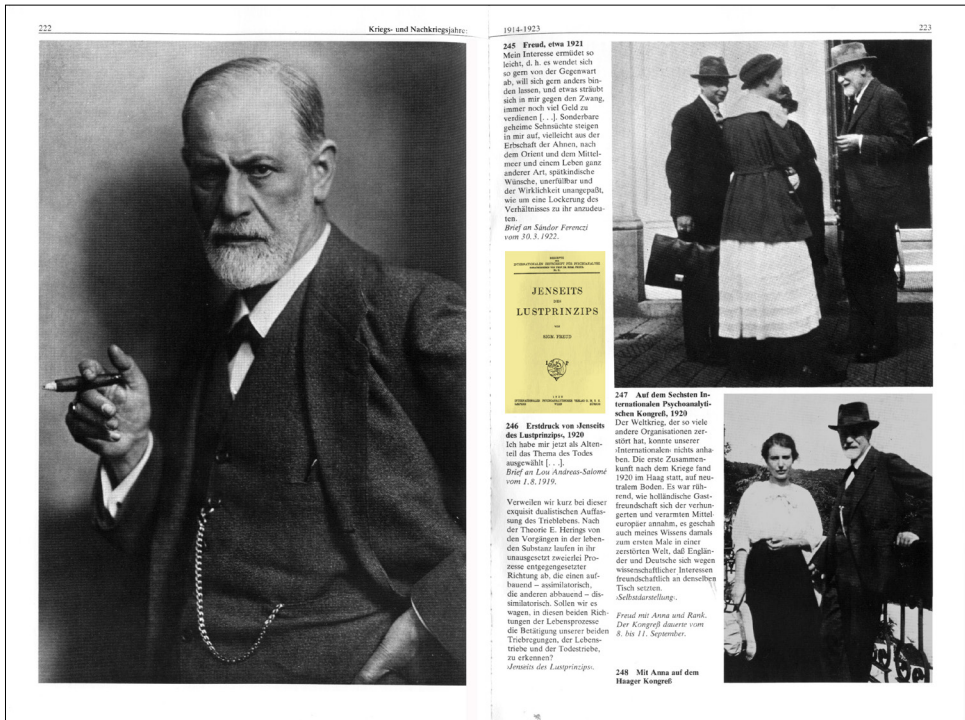 222
Kriegs- und Nachkriegsjahre:
1914-1923
223
245 Freud, etwa 1921
Mein Interesse ermüdet so
leicht, d. h. es wendet sich
so gern von der Gegenwart
ab, will sich gern anders bin-
den lassen, und etwas sträubt
sich in mir gegen den Zwang,
immer noch viel Geld zu
verdienen [. . .]. Sonderbare
geheime Sehnsüchte steigen
in mir auf, vielleicht aus der
Erbschaft der Ahnen, nach
dem Orient und dem Mittel-
meer und einem Leben ganz
anderer Art, spätkindische
Wünsche, unerfüllbar und
der Wirklichkeit unangepaßt,
wie um eine Lockerung des
Verhältnisses zu ihr anzudeu-
ten.
Brief an Sándor Ferenczi
vom 30.3.1922.
INTERNATIONALEN ZEITSCHRIFT FÜR PSYCHOANALYSE
JENSEITS
DES
LUSTPRINZIPS
VON
SIGM. FREUD
1920
INTERNATIONALER PSYCHOANALYTISCHER VERLAG G. M. B. H.
LEIPZIG WIEN ZÜRICH
246 Erstdruck von ›Jenseits
des Lustprinzips‹, 1920
Ich habe mir jetzt als Alten-
teil das Thema des Todes
ausgewählt [. . .].
Brief an Lou Andreas-Salomé
vom 1.8.1919.
Verweilen wir kurz bei dieser
exquisit dualistischen Auffas-
sung des Trieblebens. Nach
der Theorie E. Herings von
den Vorgängen in der leben-
den Substanz laufen in ihr
unausgesetzt zweierlei Pro-
zesse entgegengesetzter
Richtung ab, die einen auf-
bauend – assimilatorisch,
die anderen abbauend – dis-
similatorisch. Sollen wir es
wagen, in diesen beiden Rich-
tungen der Lebensprozesse
die Betätigung unserer beiden
Triebregungen, der Lebens-
triebe und der Todestriebe,
zu erkennen?
›Jenseits des Lustprinzips‹.
247 Auf dem Sechsten In-
ternationalen Psychoanalyti-
schen Kongreß, 1920
Der Weltkrieg, der so viele
andere Organisationen zer-
stört hat, konnte unserer
›Internationalen‹ nichts anha-
ben. Die erste Zusammen-
kunft nach dem Kriege fand
1920 im Haag statt, auf neu-
tralem Boden. Es war rüh-
rend, wie holländische Gast-
freundschaft sich der verhun-
gerten und verarmten Mittel-
europäer annahm, es geschah
auch meines Wissens damals
zum ersten Male in einer
zerstörten Welt, daß Englän-
der und Deutsche sich wegen
wissenschaftlicher Interessen
freundschaftlich an denselben
Tisch setzten.
›Selbstdarstellung‹.
Freud mit Anna und Rank.
Der Kongreß dauerte vom
8. bis 11. September.
248 Mit Anna auf dem
Haager Kongreß